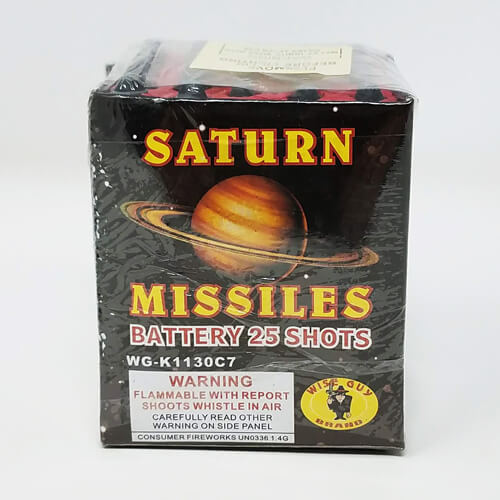 SATURN
MISSILES
BATTERY 25 SHOTS
WG-K1130C7
WARNING
FLAMMABLE WITH REPORT
SHOOTS WHISTLE IN AIR
CAREFULLY READ OTHER
WARNING ON SIDE PANEL
CONSUMER FIREWORKS UN0336 1.4G
WISE GUY
BRAND